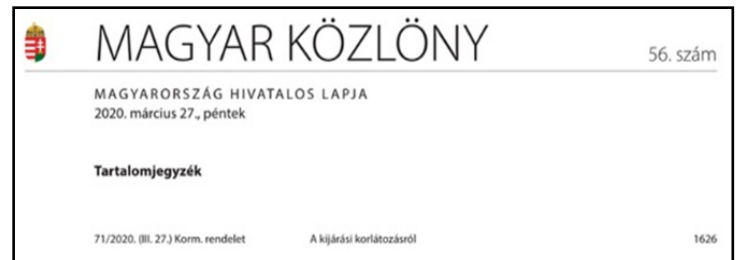 MAGYAR KÖZLÖNY 56. szám
MAGYARORSZÁG HIVATALOS LAPJA
2020. március 27., péntek
Tartalomjegyzék
71/2020. (III. 27.) Korm. rendelet A kijárási korlátozásról 1626